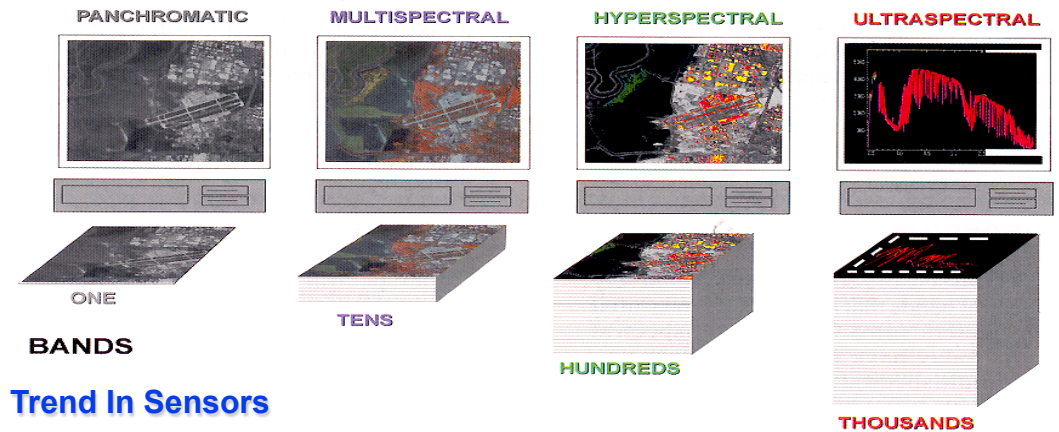 PANCHROMATIC
MULTISPECTRAL
HYPERSPECTRAL
ULTRASPECTRAL
ONE
TENS
HUNDREDS
THOUSANDS
BANDS
Trend In Sensors